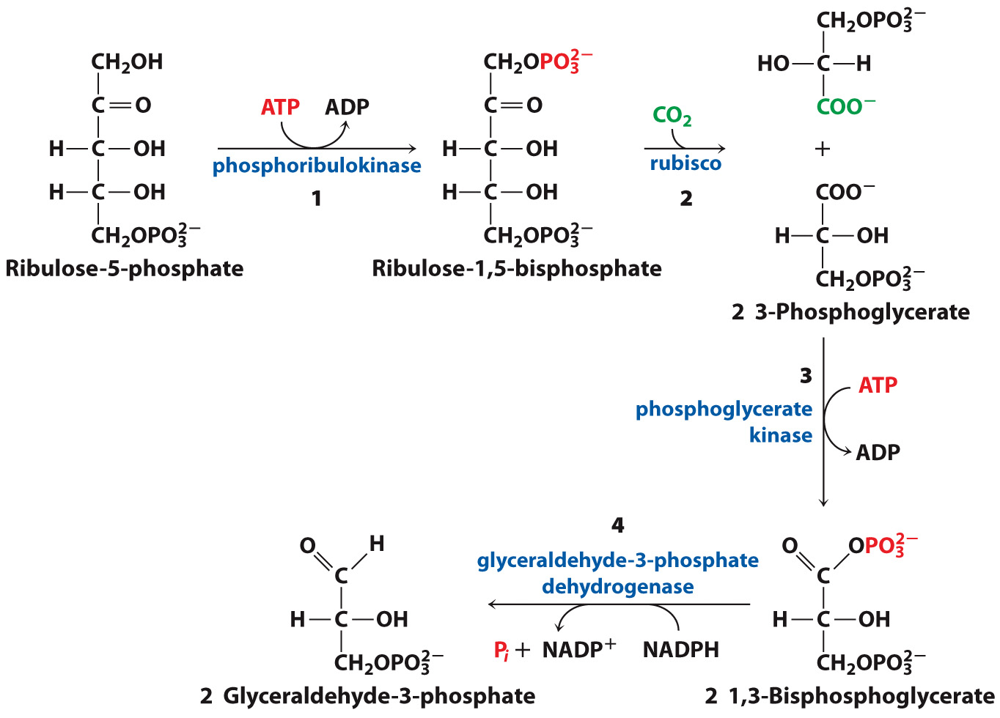 CH₂OH
C=O
H—C—OH
H—C—OH
CH₂OPO₃²⁻
Ribulose-5-phosphate
ATP ADP
phosphoribulokinase
1
CH₂OPO₃²⁻
C=O
H—C—OH
H—C—OH
CH₂OPO₃²⁻
Ribulose-1,5-bisphosphate
CO₂
rubisco
2
CH₂OPO₃²⁻
HO—C—H
COO⁻
+
COO⁻
H—C—OH
CH₂OPO₃²⁻
2 3-Phosphoglycerate
3
ATP
phosphoglycerate
kinase
ADP
O OPO₃²⁻
C
H—C—OH
CH₂OPO₃²⁻
2 1,3-Bisphosphoglycerate
4
glyceraldehyde-3-phosphate
dehydrogenase
Pᵢ + NADP⁺ NADPH
O H
C
H—C—OH
CH₂OPO₃²⁻
2 Glyceraldehyde-3-phosphate